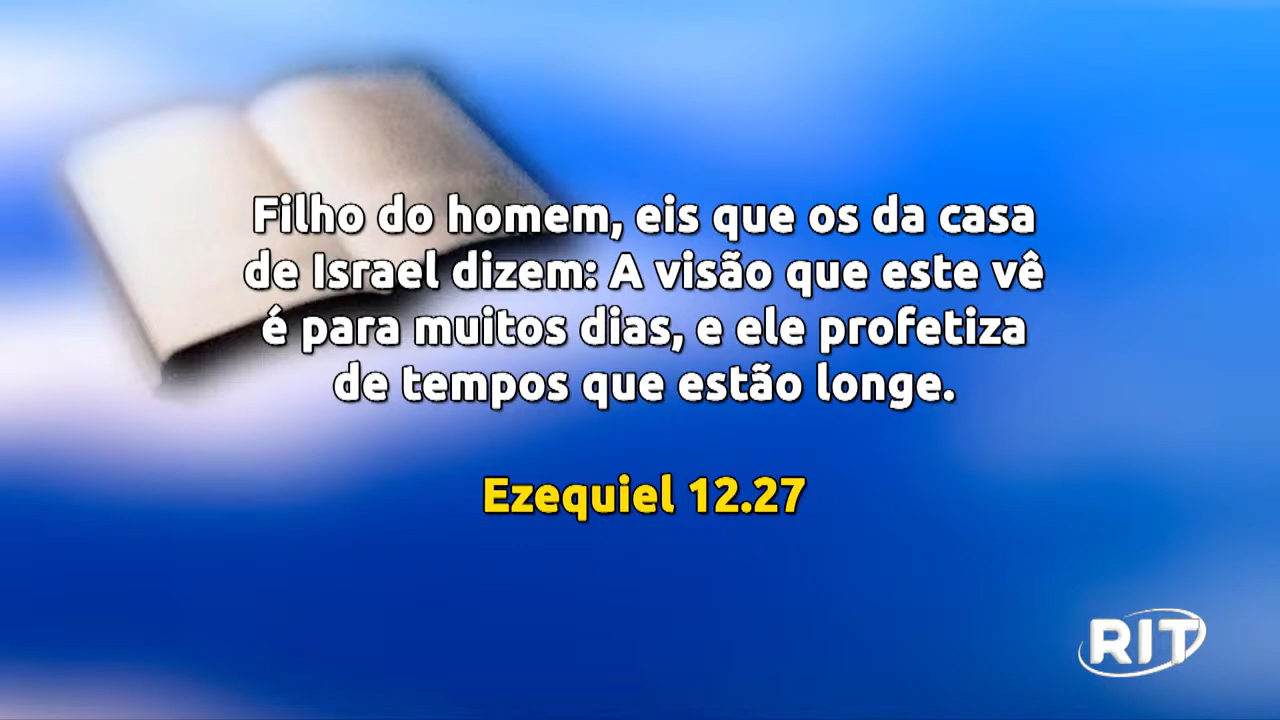 Filho do homem, eis que os da casa
de Israel dizem: A visão que este vê
é para muitos dias, e ele profetiza
de tempos que estão longe.
Ezequiel 12.27
RIT